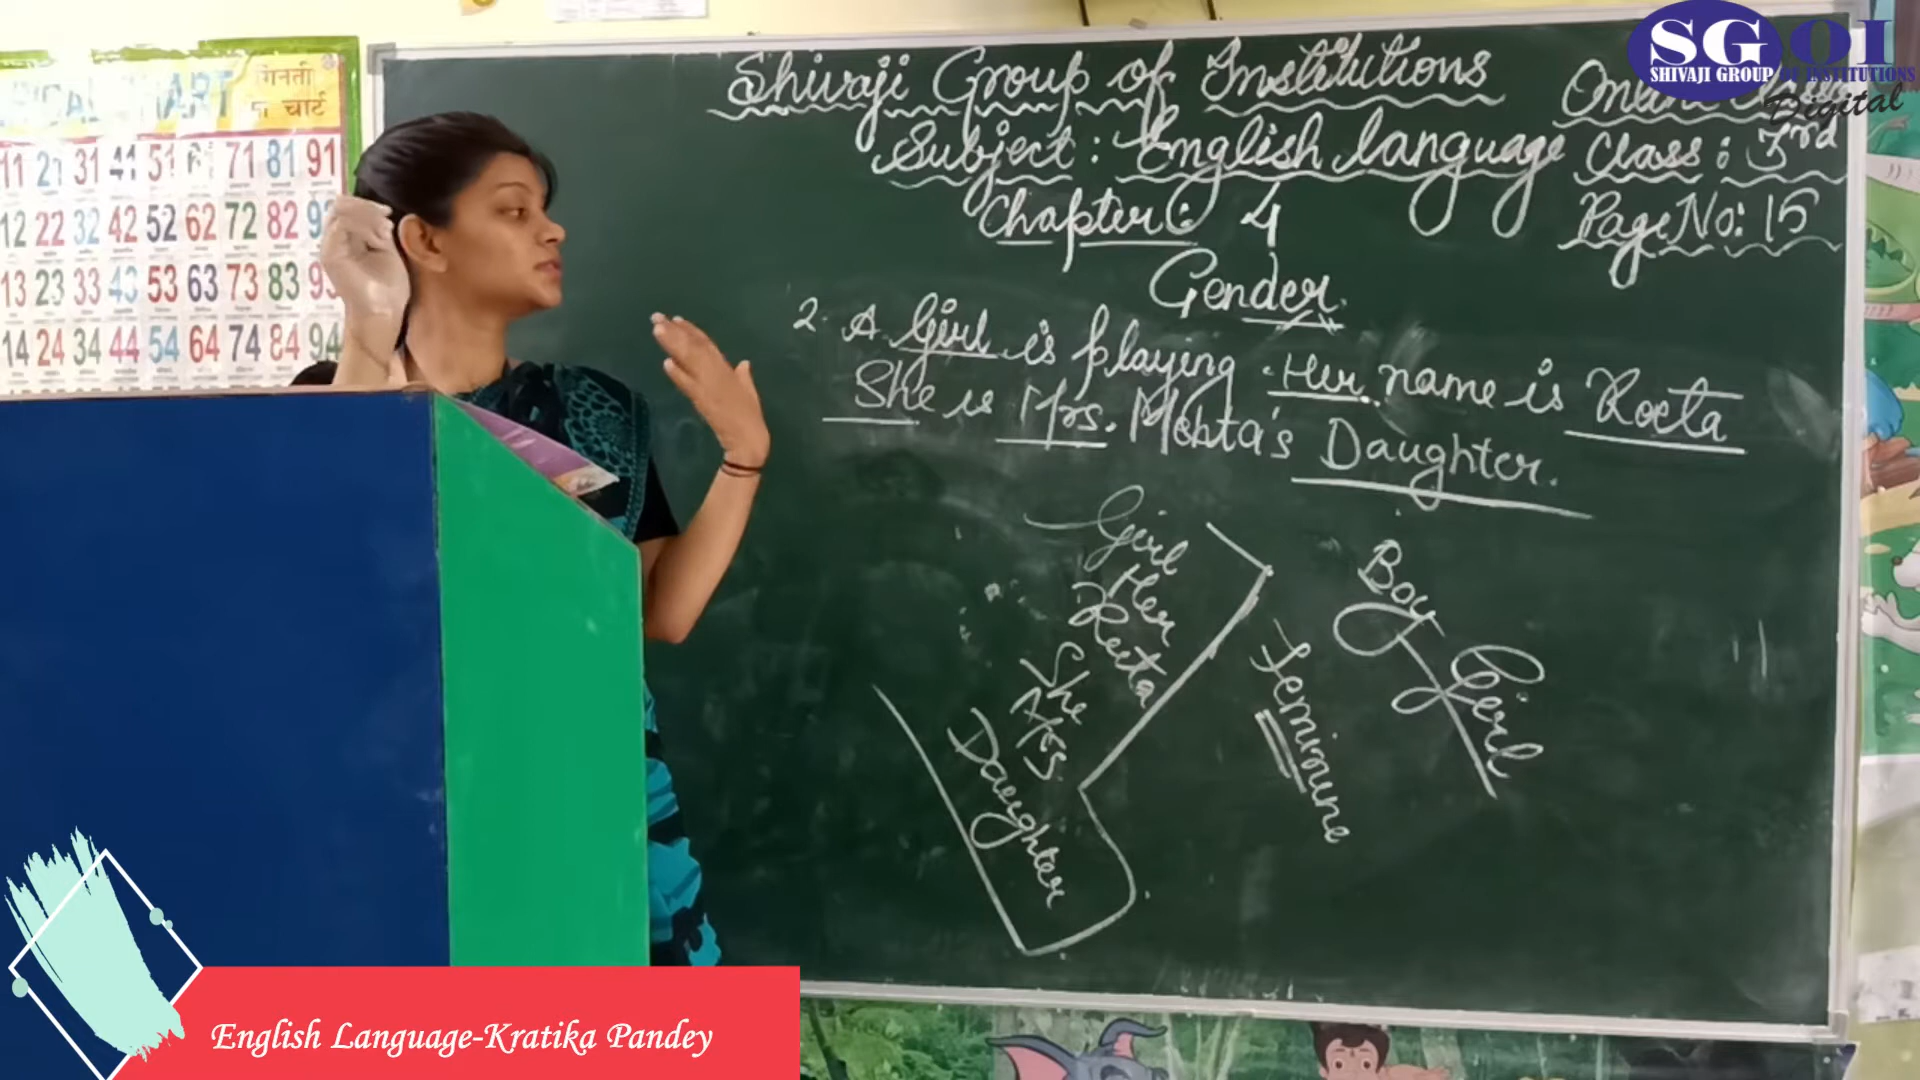 SGOI
SHIVAJI GROUP OF INSTITUTIONS
Digital
Shivaji Group of Institutions Online
Subject: English language Class: 3rd
Chapter: 4 Page No: 15
Gender
2. A Girl is playing. Her name is Reeta
She is Mrs. Mehta's Daughter.
Girl
Her
Reeta
She
Mrs
Daughter
Feminine
Boy
Girl
गिनती
चार्ट
11 21 31 41 51 61 71 81 91
12 22 32 42 52 62 72 82 92
13 23 33 43 53 63 73 83 93
14 24 34 44 54 64 74 84 94
English Language-Kratika Pandey